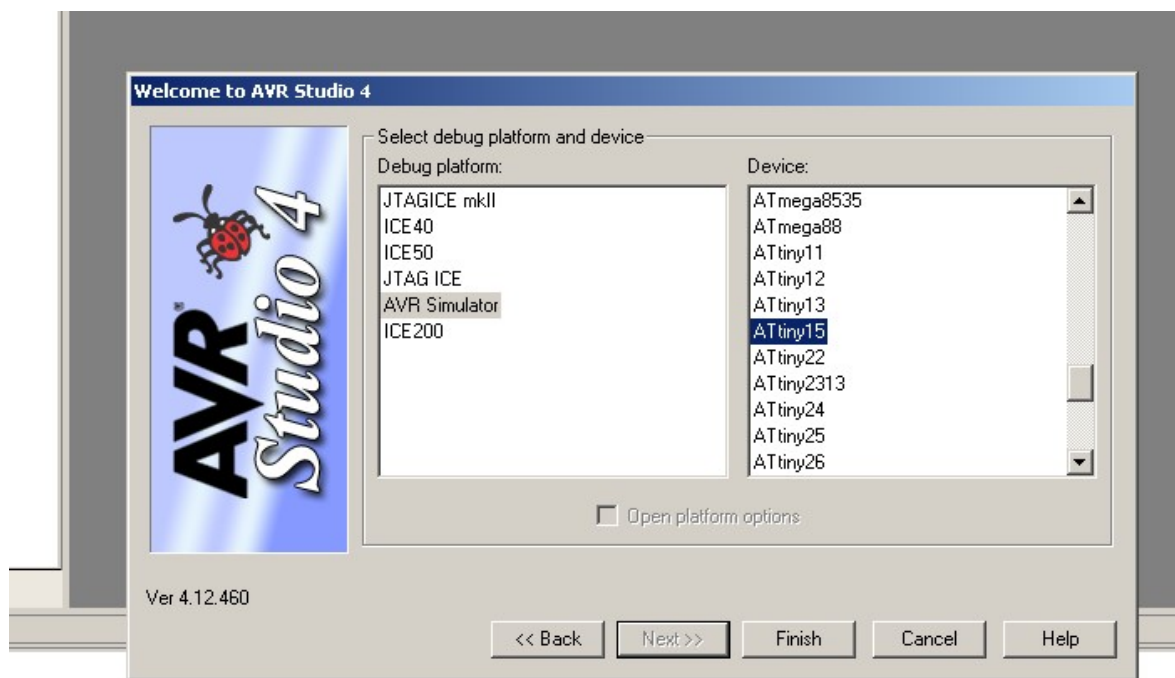 Welcome to AVR Studio 4
AVR® Studio 4
Select debug platform and device
Debug platform:
JTAGICE mkII
ICE40
ICE50
JTAG ICE
AVR Simulator
ICE200
Device:
ATmega8535
ATmega88
ATtiny11
ATtiny12
ATtiny13
ATtiny15
ATtiny22
ATtiny2313
ATtiny24
ATtiny25
ATtiny26
Open platform options
Ver 4.12.460
<< Back
Next >>
Finish
Cancel
Help